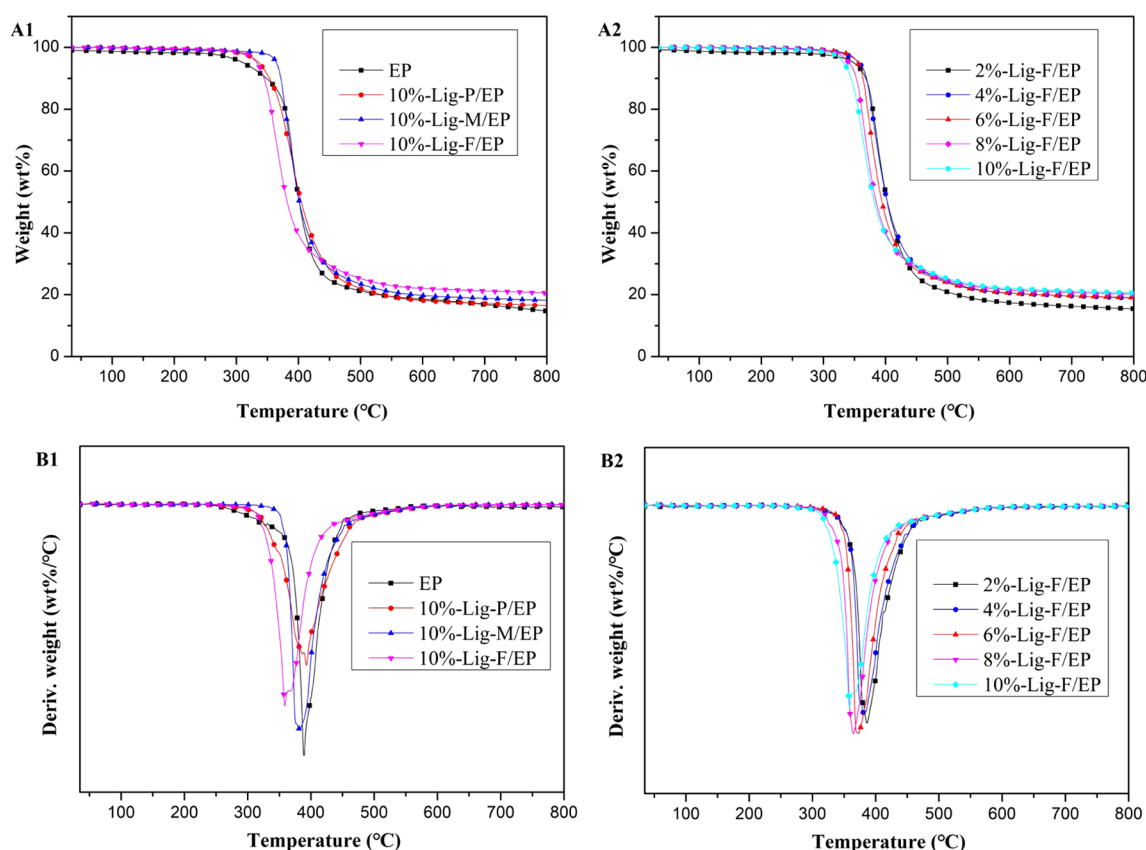 A1
Weight (wt%)
100
80
60
40
20
0
EP
10%-Lig-P/EP
10%-Lig-M/EP
10%-Lig-F/EP
100 200 300 400 500 600 700 800
Temperature (℃)
A2
Weight (wt%)
100
80
60
40
20
0
2%-Lig-F/EP
4%-Lig-F/EP
6%-Lig-F/EP
8%-Lig-F/EP
10%-Lig-F/EP
100 200 300 400 500 600 700 800
Temperature (℃)
B1
Deriv. weight (wt%/℃)
EP
10%-Lig-P/EP
10%-Lig-M/EP
10%-Lig-F/EP
100 200 300 400 500 600 700 800
Temperature (℃)
B2
Deriv. weight (wt%/℃)
2%-Lig-F/EP
4%-Lig-F/EP
6%-Lig-F/EP
8%-Lig-F/EP
10%-Lig-F/EP
100 200 300 400 500 600 700 800
Temperature (℃)